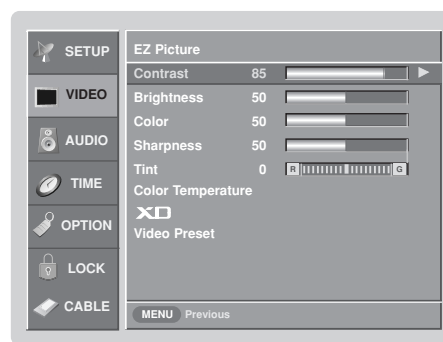 SETUP
VIDEO
AUDIO
TIME
OPTION
LOCK
CABLE
EZ Picture
Contrast 85
Brightness 50
Color 50
Sharpness 50
Tint 0 R G
Color Temperature
XD
Video Preset
MENU Previous